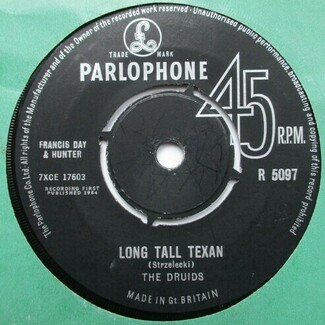 The Parlophone Co., Ltd. All rights of the Manufacturer and of the Owner of the recorded work reserved. Unauthorised public performance, broadcasting and copying of this record prohibited
TRADE MARK
PARLOPHONE
45
R.P.M.
FRANCIS DAY
& HUNTER
7XCE 17603
RECORDING FIRST
PUBLISHED 1964
R 5097
LONG TALL TEXAN
(Strzelecki)
THE DRUIDS
MADE IN Gt. BRITAIN